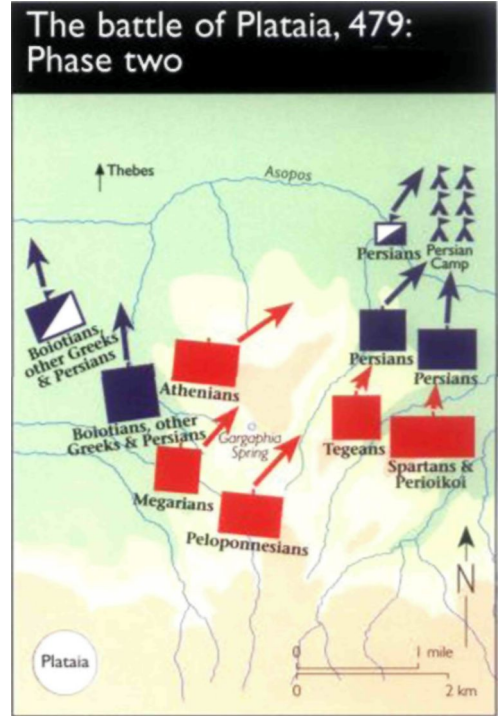 The battle of Plataia, 479:
Phase two
Thebes
Asopos
Persians
Persian
Camp
Boiotians,
other Greeks
& Persians
Persians
Persians
Athenians
Boiotians, other
Greeks & Persians
Gargaphia
Spring
Tegeans
Spartans &
Perioikoi
Megarians
Peloponnesians
N
Plataia
0 1 mile
0 2 km